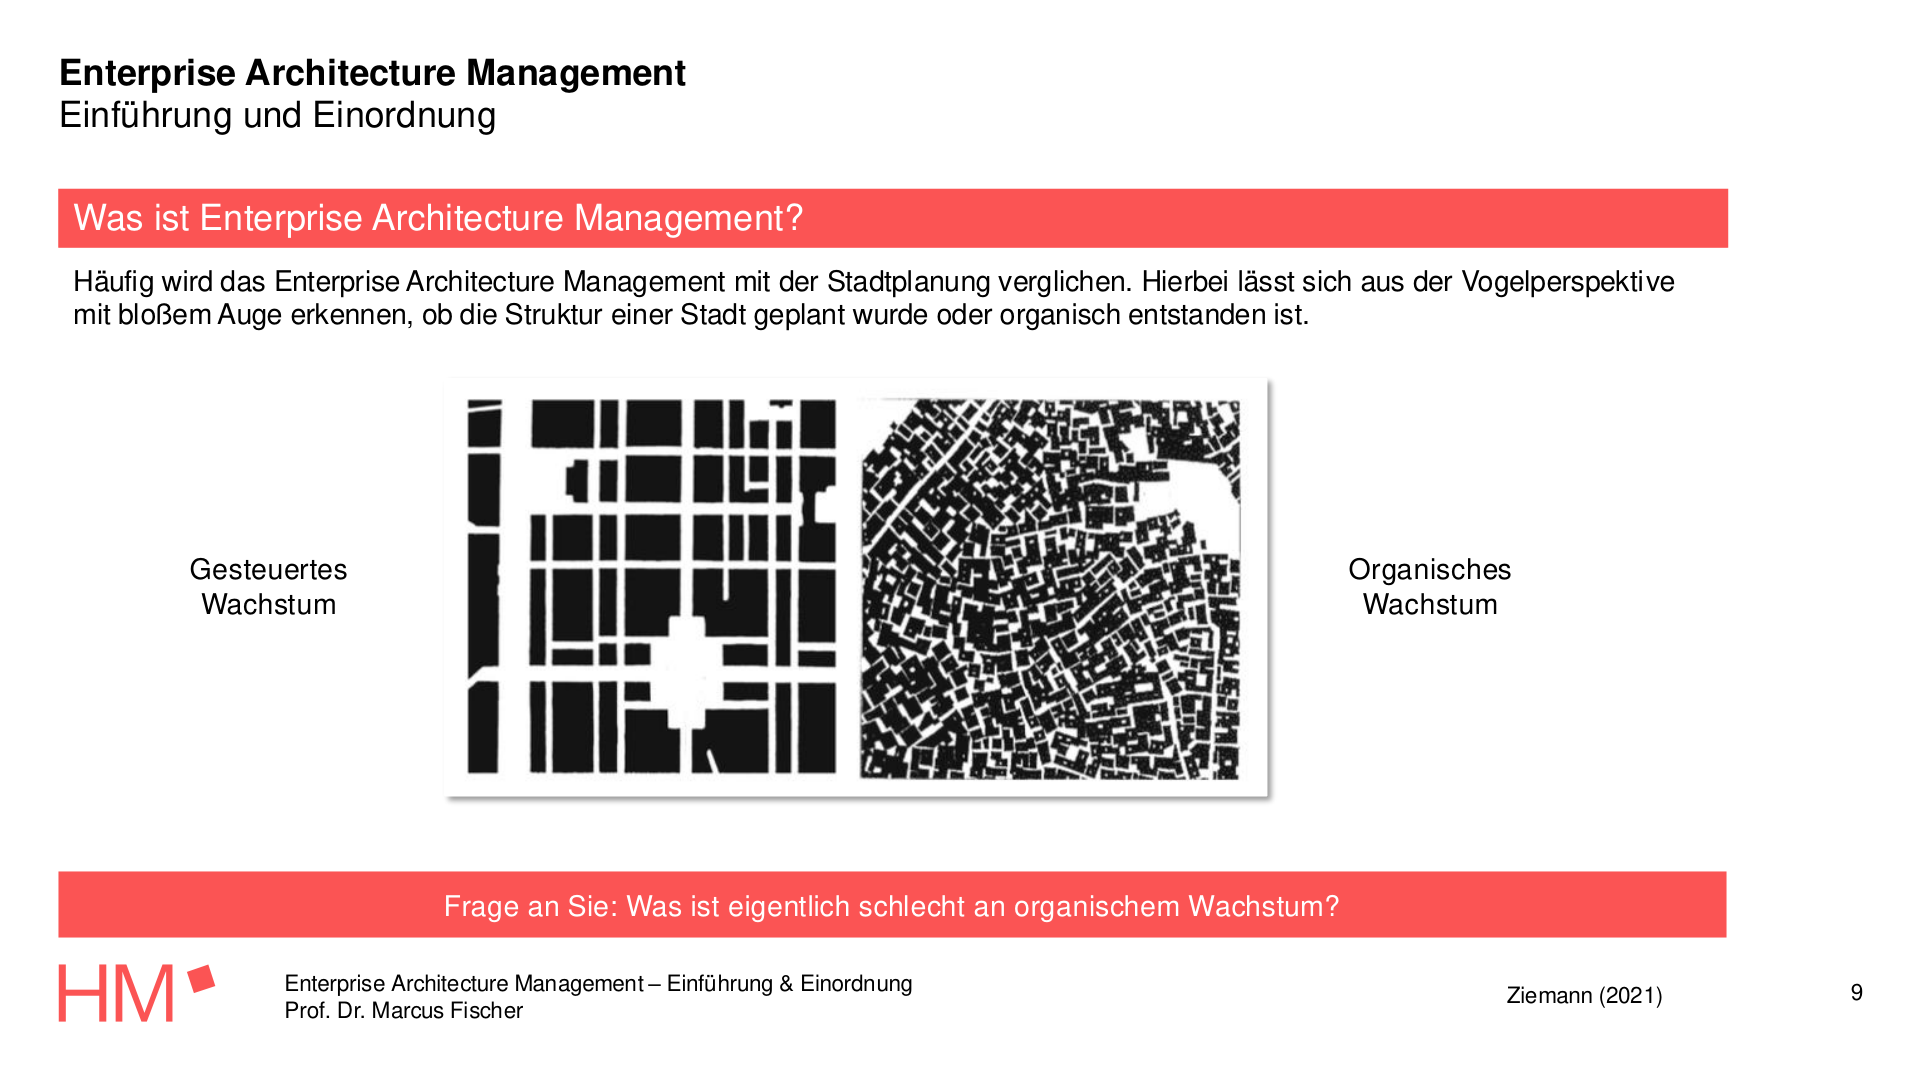 Enterprise Architecture Management
Einführung und Einordnung
Was ist Enterprise Architecture Management?
Häufig wird das Enterprise Architecture Management mit der Stadtplanung verglichen. Hierbei lässt sich aus der Vogelperspektive
mit bloßem Auge erkennen, ob die Struktur einer Stadt geplant wurde oder organisch entstanden ist.
Gesteuertes
Wachstum
Organisches
Wachstum
Frage an Sie: Was ist eigentlich schlecht an organischem Wachstum?
HM
Enterprise Architecture Management – Einführung & Einordnung
Prof. Dr. Marcus Fischer
Ziemann (2021)
9